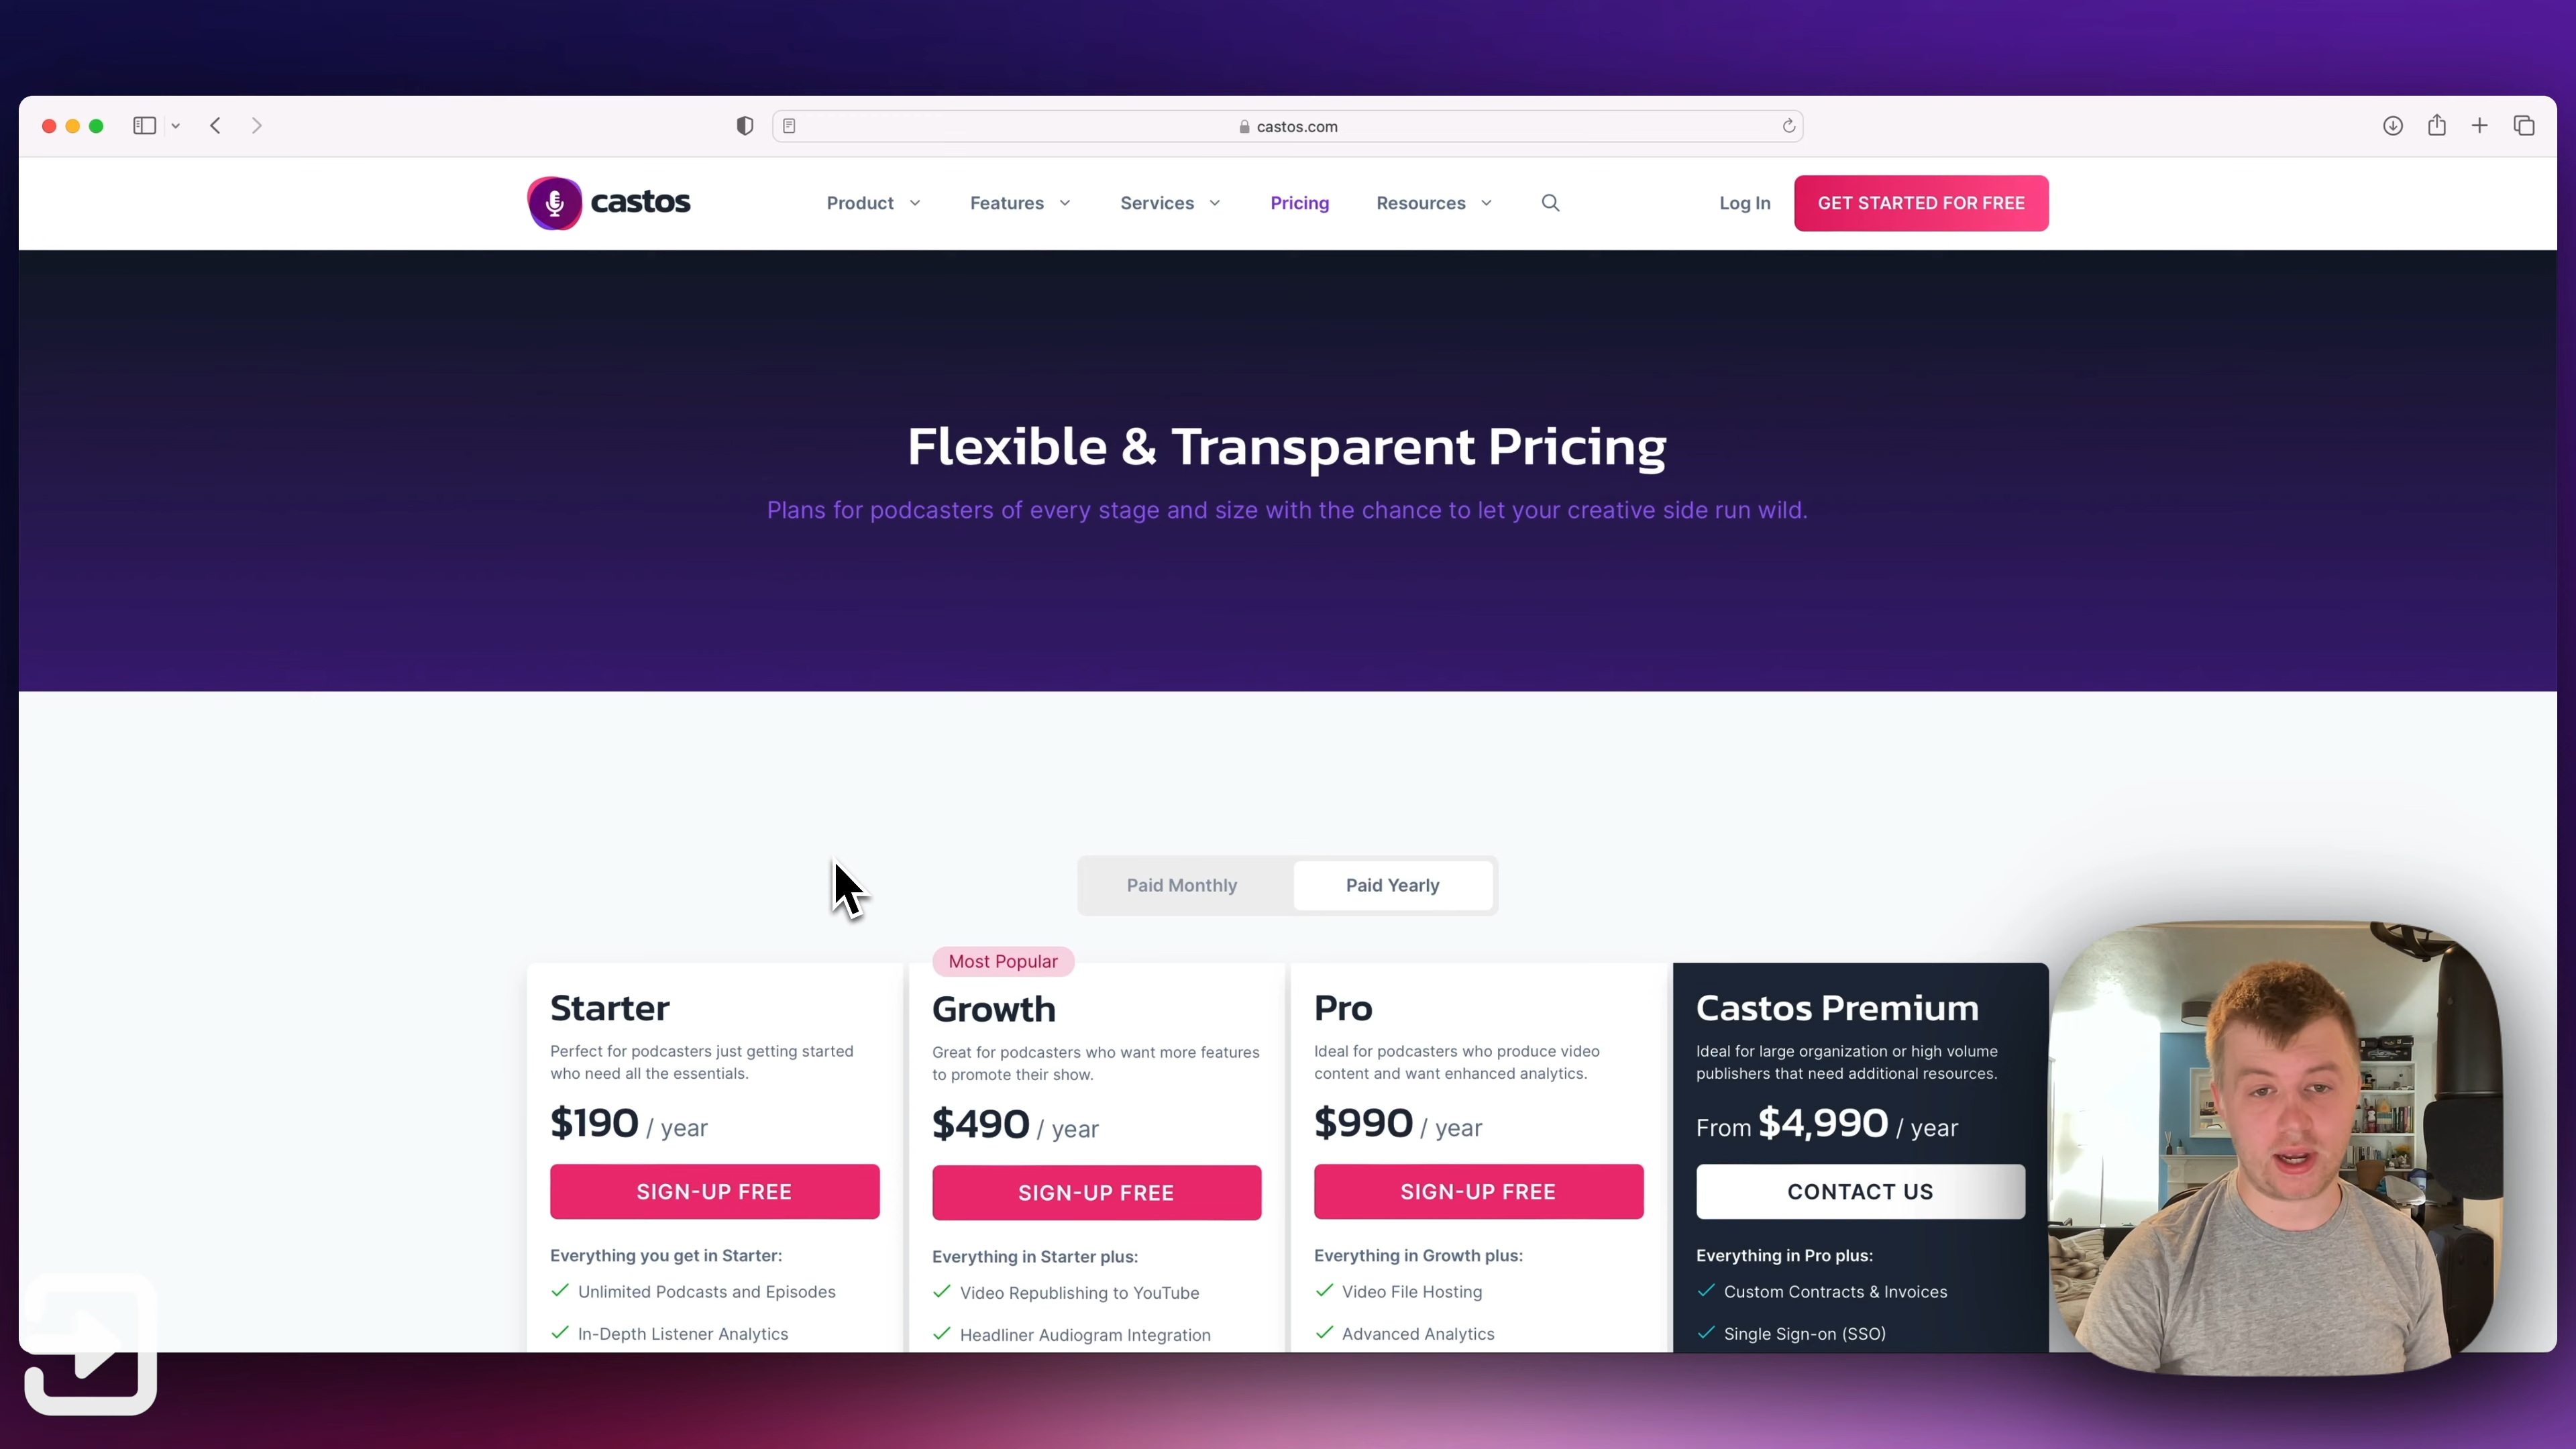 castos.com
castos
Product
Features
Services
Pricing
Resources
Log In
GET STARTED FOR FREE
Flexible & Transparent Pricing
Plans for podcasters of every stage and size with the chance to let your creative side run wild.
Paid Monthly
Paid Yearly
Starter
Perfect for podcasters just getting started
who need all the essentials.
$190 / year
SIGN-UP FREE
Everything you get in Starter:
Unlimited Podcasts and Episodes
In-Depth Listener Analytics
Most Popular
Growth
Great for podcasters who want more features
to promote their show.
$490 / year
SIGN-UP FREE
Everything in Starter plus:
Video Republishing to YouTube
Headliner Audiogram Integration
Pro
Ideal for podcasters who produce video
content and want enhanced analytics.
$990 / year
SIGN-UP FREE
Everything in Growth plus:
Video File Hosting
Advanced Analytics
Castos Premium
Ideal for large organization or high volume
publishers that need additional resources.
From $4,990 / year
CONTACT US
Everything in Pro plus:
Custom Contracts & Invoices
Single Sign-on (SSO)